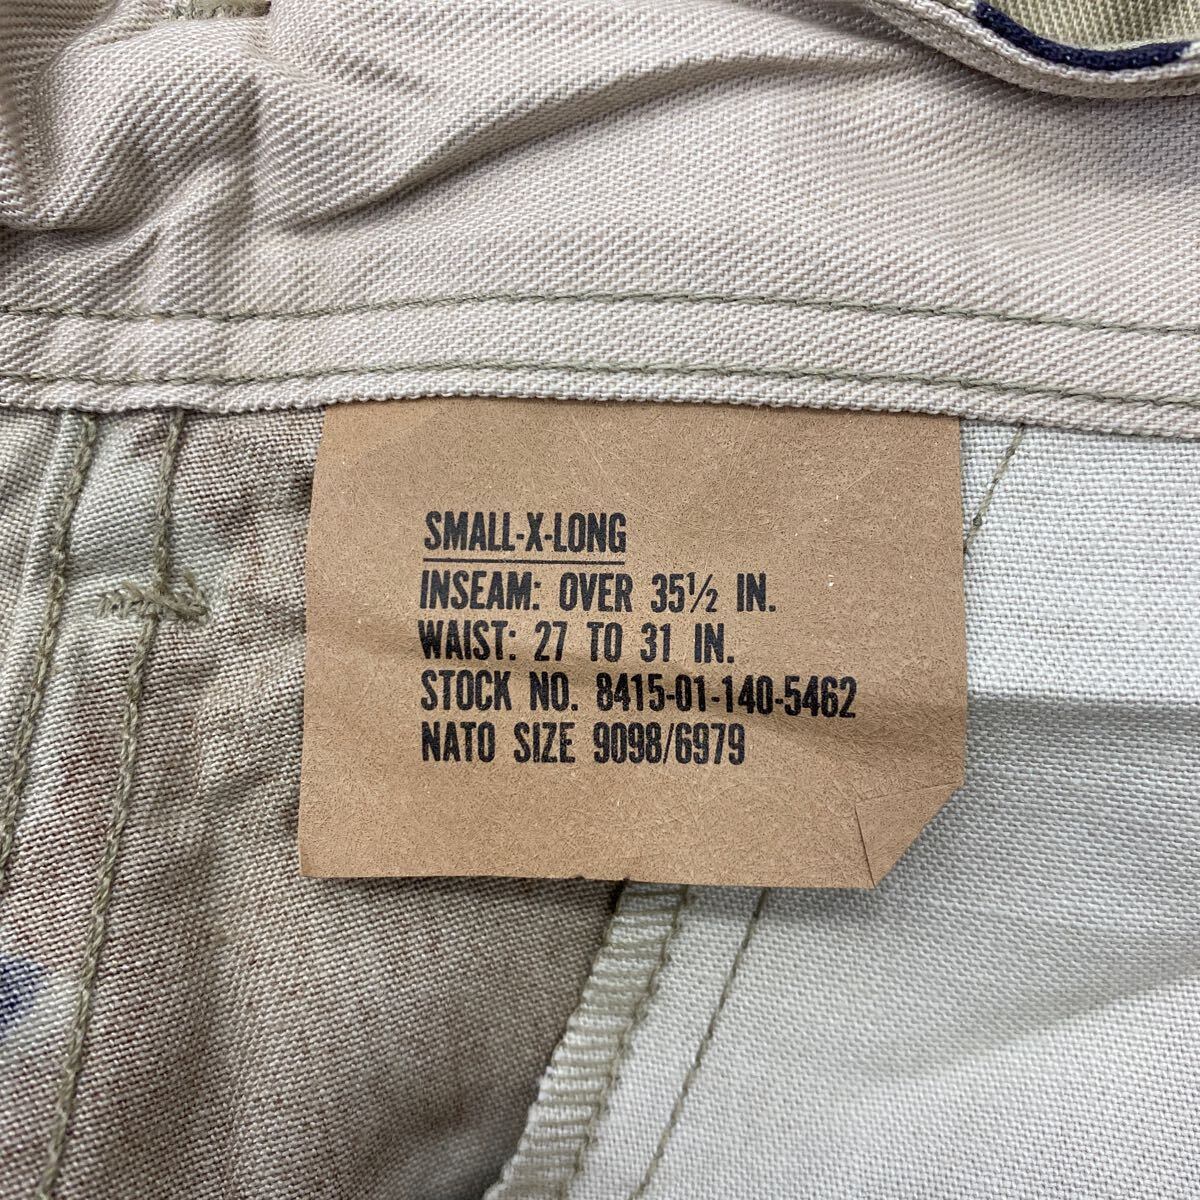 SMALL-X-LONG
INSEAM: OVER 35½ IN.
WAIST: 27 TO 31 IN.
STOCK NO. 8415-01-140-5462
NATO SIZE 9098/6979